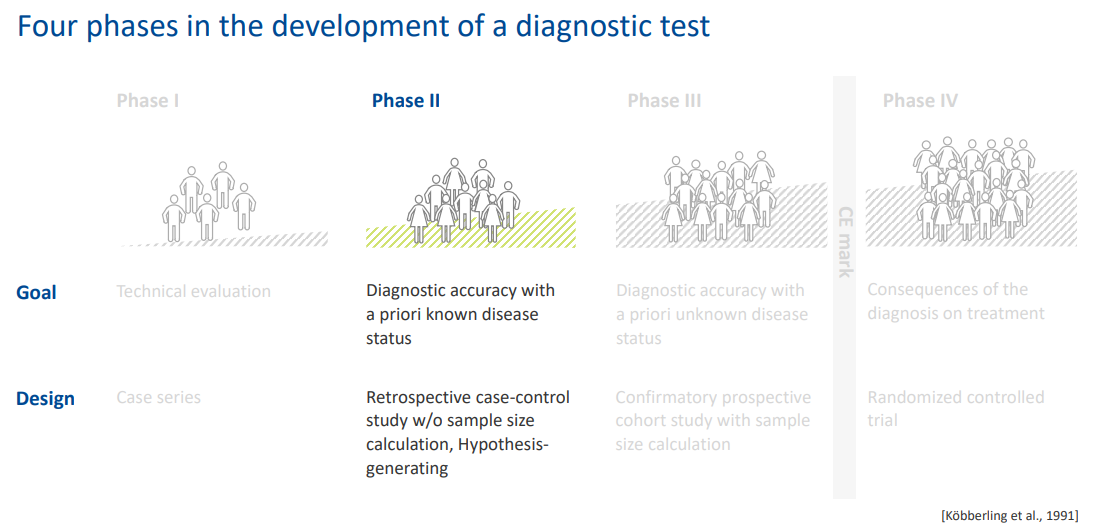 Four phases in the development of a diagnostic test
Phase I
Phase II
Phase III
Phase IV
CE mark
Goal
Technical evaluation
Diagnostic accuracy with
a priori known disease
status
Diagnostic accuracy with
a priori unknown disease
status
Consequences of the
diagnosis on treatment
Design
Case series
Retrospective case-control
study w/o sample size
calculation, Hypothesis-
generating
Confirmatory prospective
cohort study with sample
size calculation
Randomized controlled
trial
[Köbberling et al., 1991]